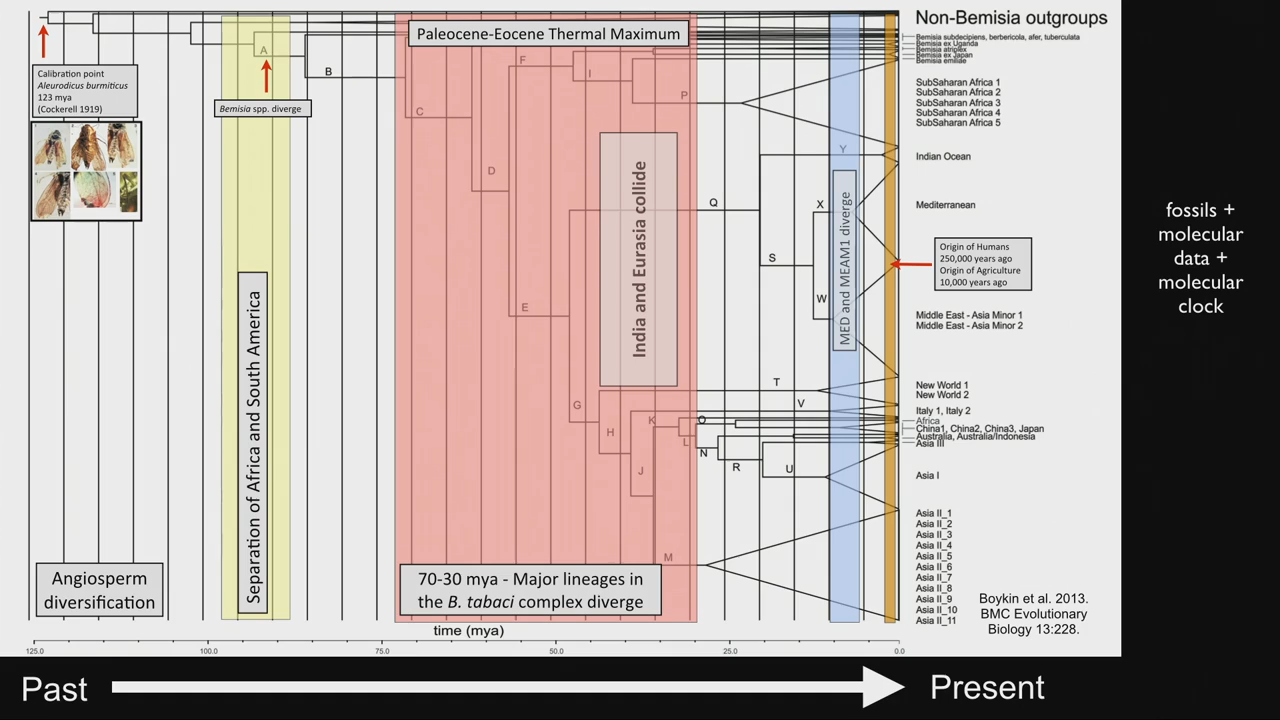 Non-Bemisia outgroups
Paleocene-Eocene Thermal Maximum
Bemisia subdecipiens, berbericola, afer, tuberculata
Bemisia ex Uganda
Bemisia atriplex
Bemisia ex Japan
Bemisia emiliae
Calibration point
Aleurodicus burmiticus
123 mya
(Cockerell 1919)
Bemisia spp. diverge
A
B
C
D
E
F
G
H
I
J
K
L
M
N
O
P
Q
R
S
T
U
V
W
X
Y
SubSaharan Africa 1
SubSaharan Africa 2
SubSaharan Africa 3
SubSaharan Africa 4
SubSaharan Africa 5
Indian Ocean
Mediterranean
Origin of Humans
250,000 years ago
Origin of Agriculture
10,000 years ago
Middle East - Asia Minor 1
Middle East - Asia Minor 2
New World 1
New World 2
Italy 1, Italy 2
Africa
China1, China2, China3, Japan
Australia, Australia/Indonesia
Asia III
Asia I
Asia II_1
Asia II_2
Asia II_3
Asia II_4
Asia II_5
Asia II_6
Asia II_7
Asia II_8
Asia II_9
Asia II_10
Asia II_11
Separation of Africa and South America
India and Eurasia collide
MED and MEAM1 diverge
Angiosperm
diversification
70-30 mya - Major lineages in
the B. tabaci complex diverge
Boykin et al. 2013.
BMC Evolutionary
Biology 13:228.
time (mya)
125.0 100.0 75.0 50.0 25.0 0.0
Past
Present
fossils +
molecular
data +
molecular
clock